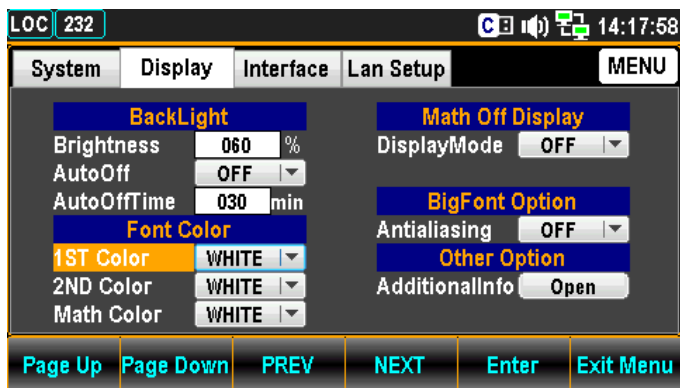 LOC 232 C 14:17:58
System Display Interface Lan Setup MENU
BackLight
Brightness 060 %
AutoOff OFF
AutoOffTime 030 min
Font Color
1ST Color WHITE
2ND Color WHITE
Math Color WHITE
Math Off Display
DisplayMode OFF
BigFont Option
Antialiasing OFF
Other Option
AdditionalInfo Open
Page Up Page Down PREV NEXT Enter Exit Menu